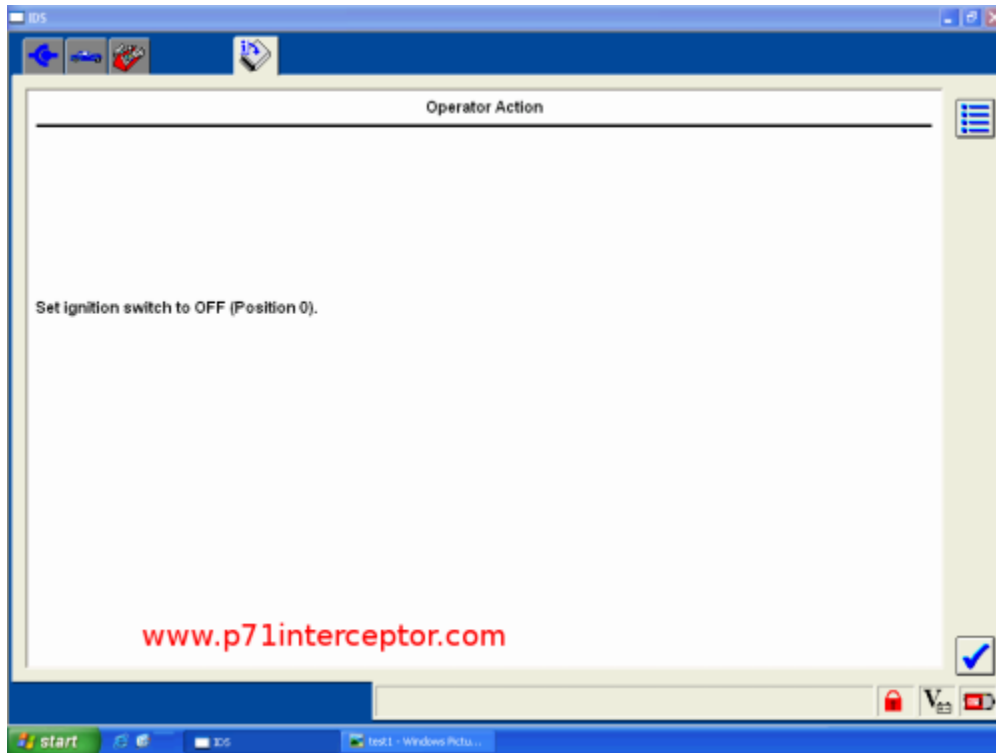 IDS
Operator Action
Set ignition switch to OFF (Position 0).
www.p71interceptor.com
V
start
IDS
test1 - Windows Pictu...